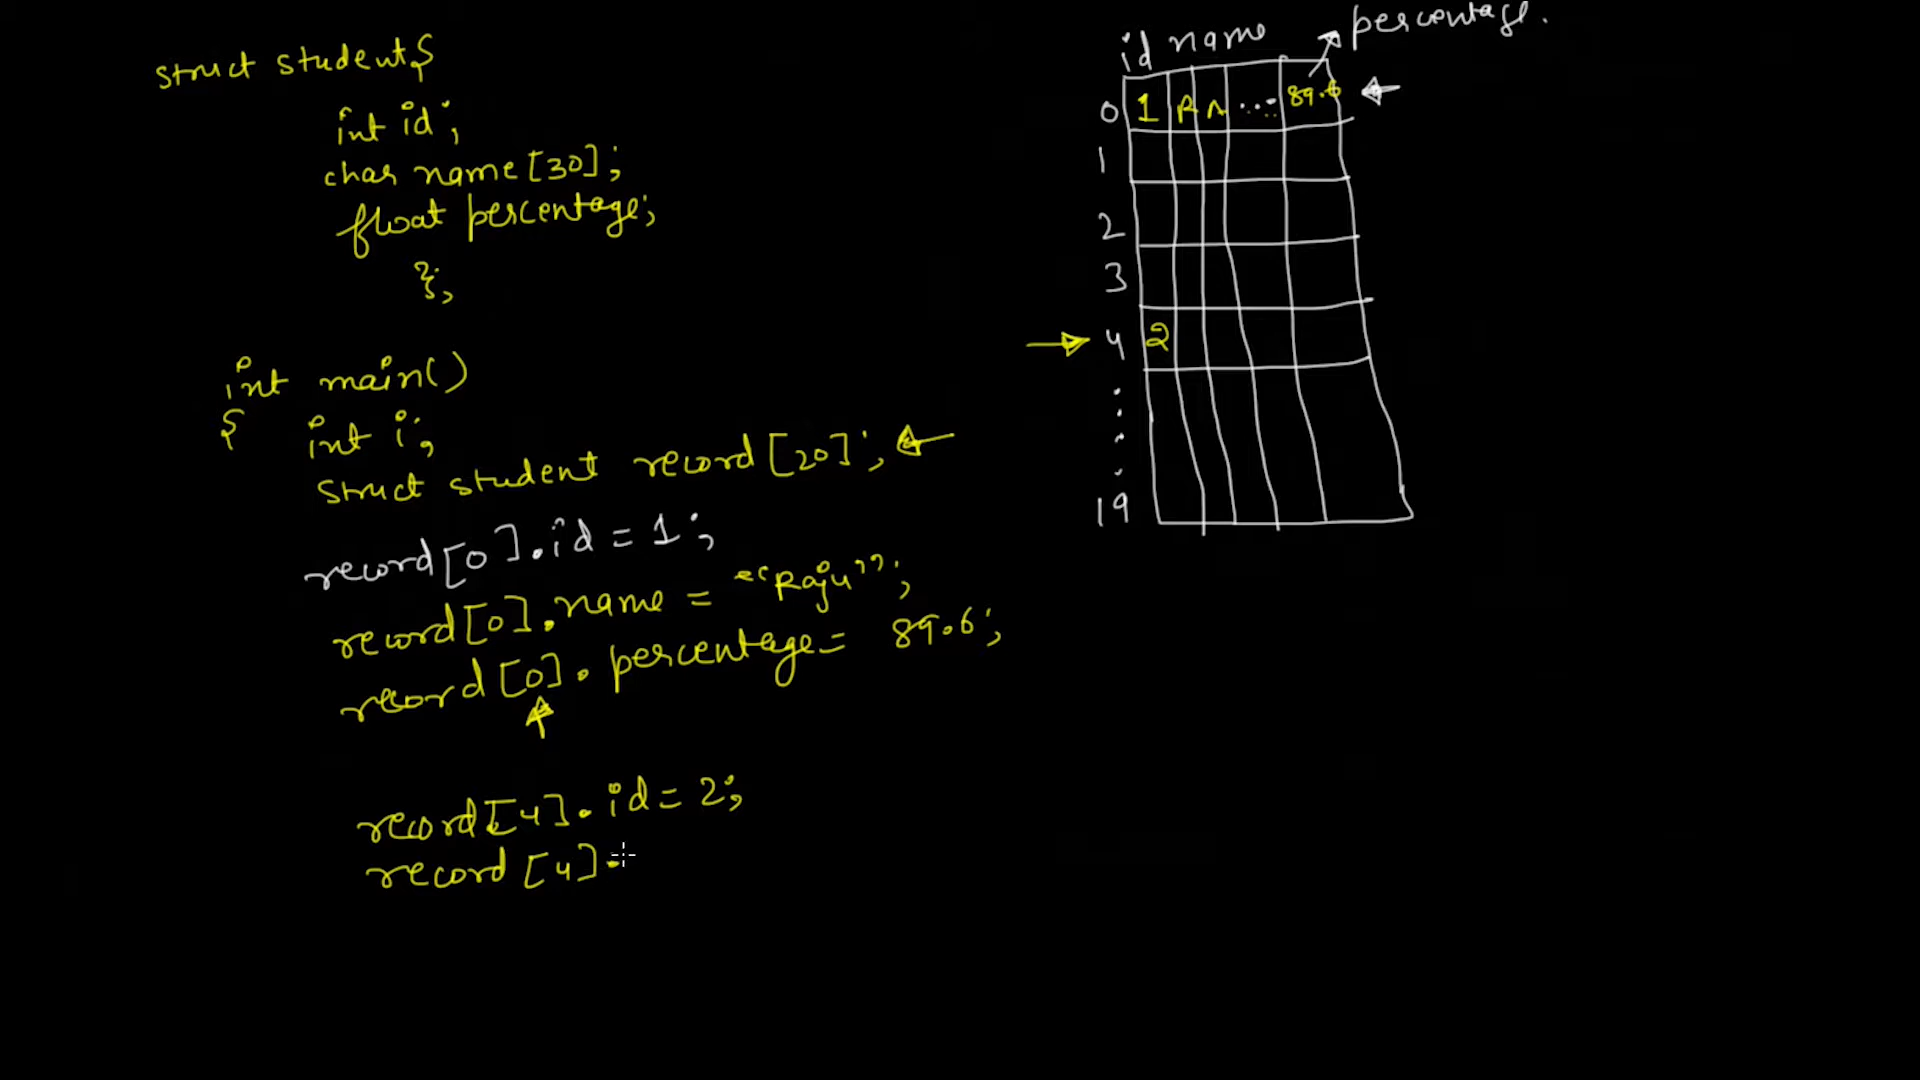 struct student{
int id;
char name[30];
float percentage;
};
int main()
{ int i;
struct student record[20];
record[0].id = 1;
record[0].name = "Raju";
record[0].percentage = 89.6;
record[4].id = 2;
record[4].
id name percentage.
0 1 R A .... 89.6
1
2
3
4 2
19